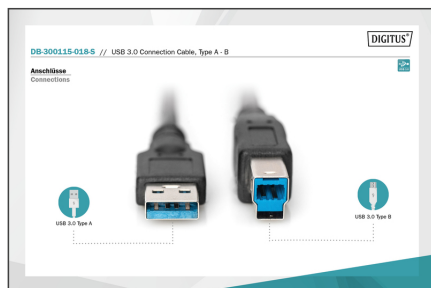 DIGITUS®
DB-300115-018-S // USB 3.0 Connection Cable, Type A - B
Anschlüsse
Connections
USB 3.0 Type A
USB 3.0 Type B